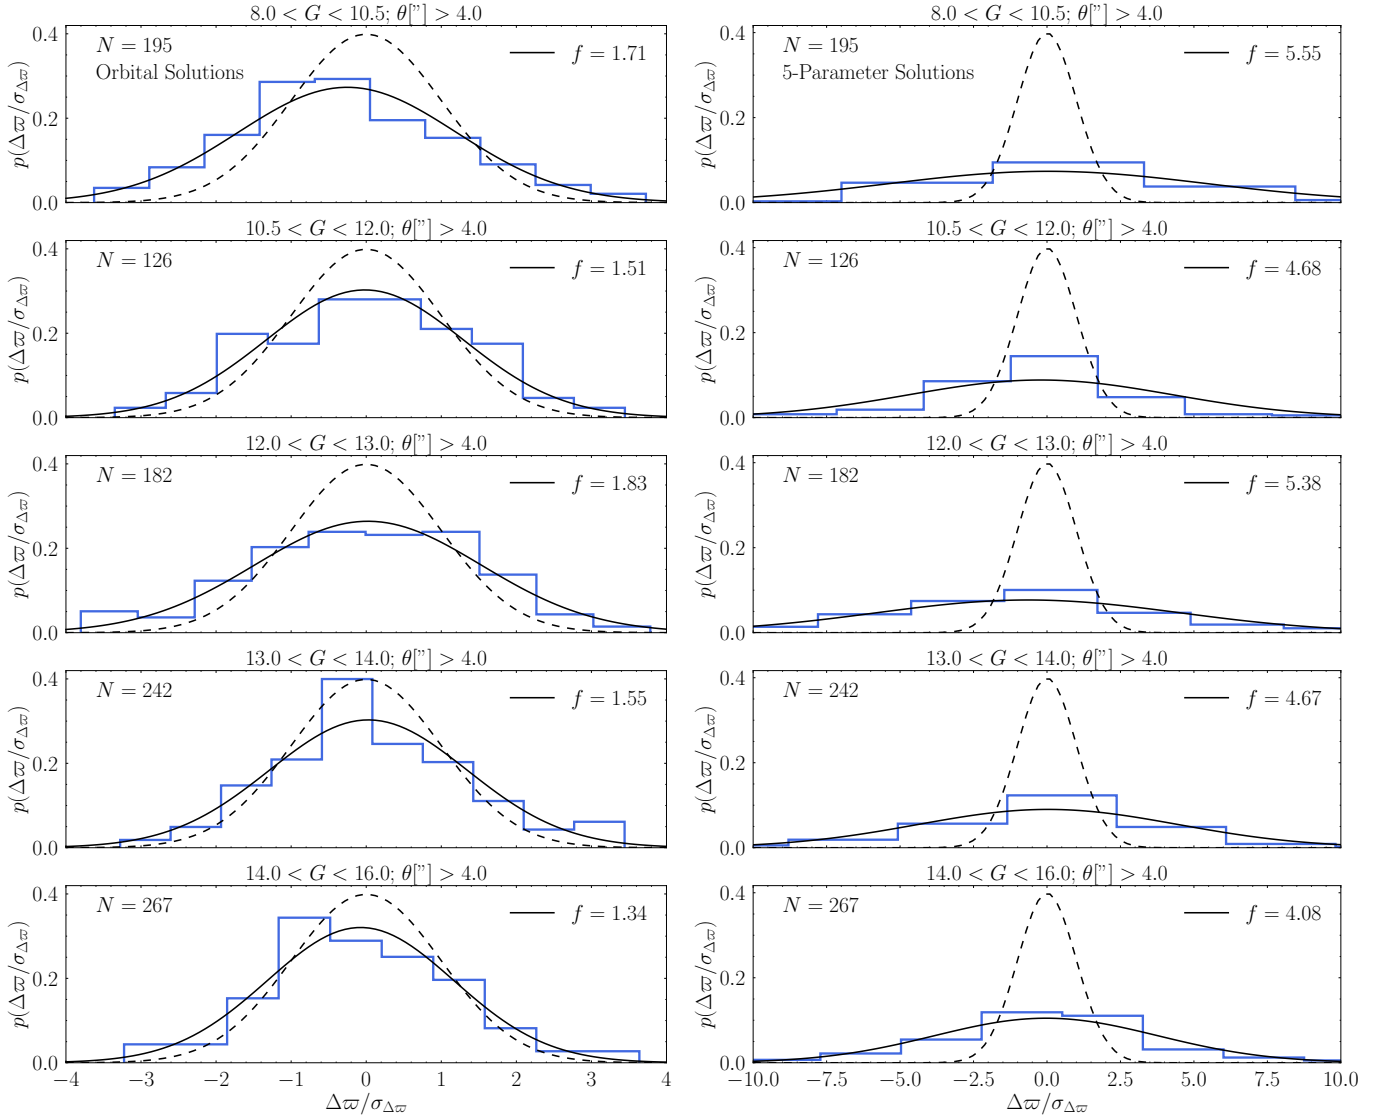 8.0 < G < 10.5; θ[”] > 4.0
p(Δϖ/σ_Δϖ)
0.4
0.2
0.0
N = 195
Orbital Solutions
f = 1.71
8.0 < G < 10.5; θ[”] > 4.0
p(Δϖ/σ_Δϖ)
0.4
0.2
0.0
N = 195
5-Parameter Solutions
f = 5.55
10.5 < G < 12.0; θ[”] > 4.0
p(Δϖ/σ_Δϖ)
0.4
0.2
0.0
N = 126
f = 1.51
10.5 < G < 12.0; θ[”] > 4.0
p(Δϖ/σ_Δϖ)
0.4
0.2
0.0
N = 126
f = 4.68
12.0 < G < 13.0; θ[”] > 4.0
p(Δϖ/σ_Δϖ)
0.4
0.2
0.0
N = 182
f = 1.83
12.0 < G < 13.0; θ[”] > 4.0
p(Δϖ/σ_Δϖ)
0.4
0.2
0.0
N = 182
f = 5.38
13.0 < G < 14.0; θ[”] > 4.0
p(Δϖ/σ_Δϖ)
0.4
0.2
0.0
N = 242
f = 1.55
13.0 < G < 14.0; θ[”] > 4.0
p(Δϖ/σ_Δϖ)
0.4
0.2
0.0
N = 242
f = 4.67
14.0 < G < 16.0; θ[”] > 4.0
p(Δϖ/σ_Δϖ)
0.4
0.2
0.0
N = 267
f = 1.34
−4 −3 −2 −1 0 1 2 3 4
Δϖ/σ_Δϖ
14.0 < G < 16.0; θ[”] > 4.0
p(Δϖ/σ_Δϖ)
0.4
0.2
0.0
N = 267
f = 4.08
−10.0 −7.5 −5.0 −2.5 0.0 2.5 5.0 7.5 10.0
Δϖ/σ_Δϖ